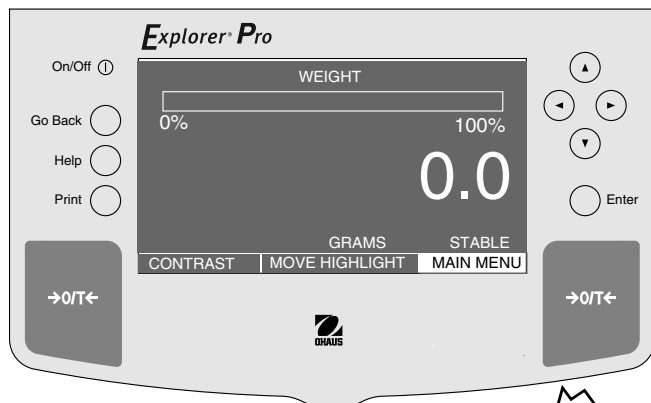 Explorer® Pro
On/Off
WEIGHT
Go Back
0% 100%
Help
0.0
Print
Enter
GRAMS STABLE
CONTRAST MOVE HIGHLIGHT MAIN MENU
→0/T← →0/T←
OHAUS